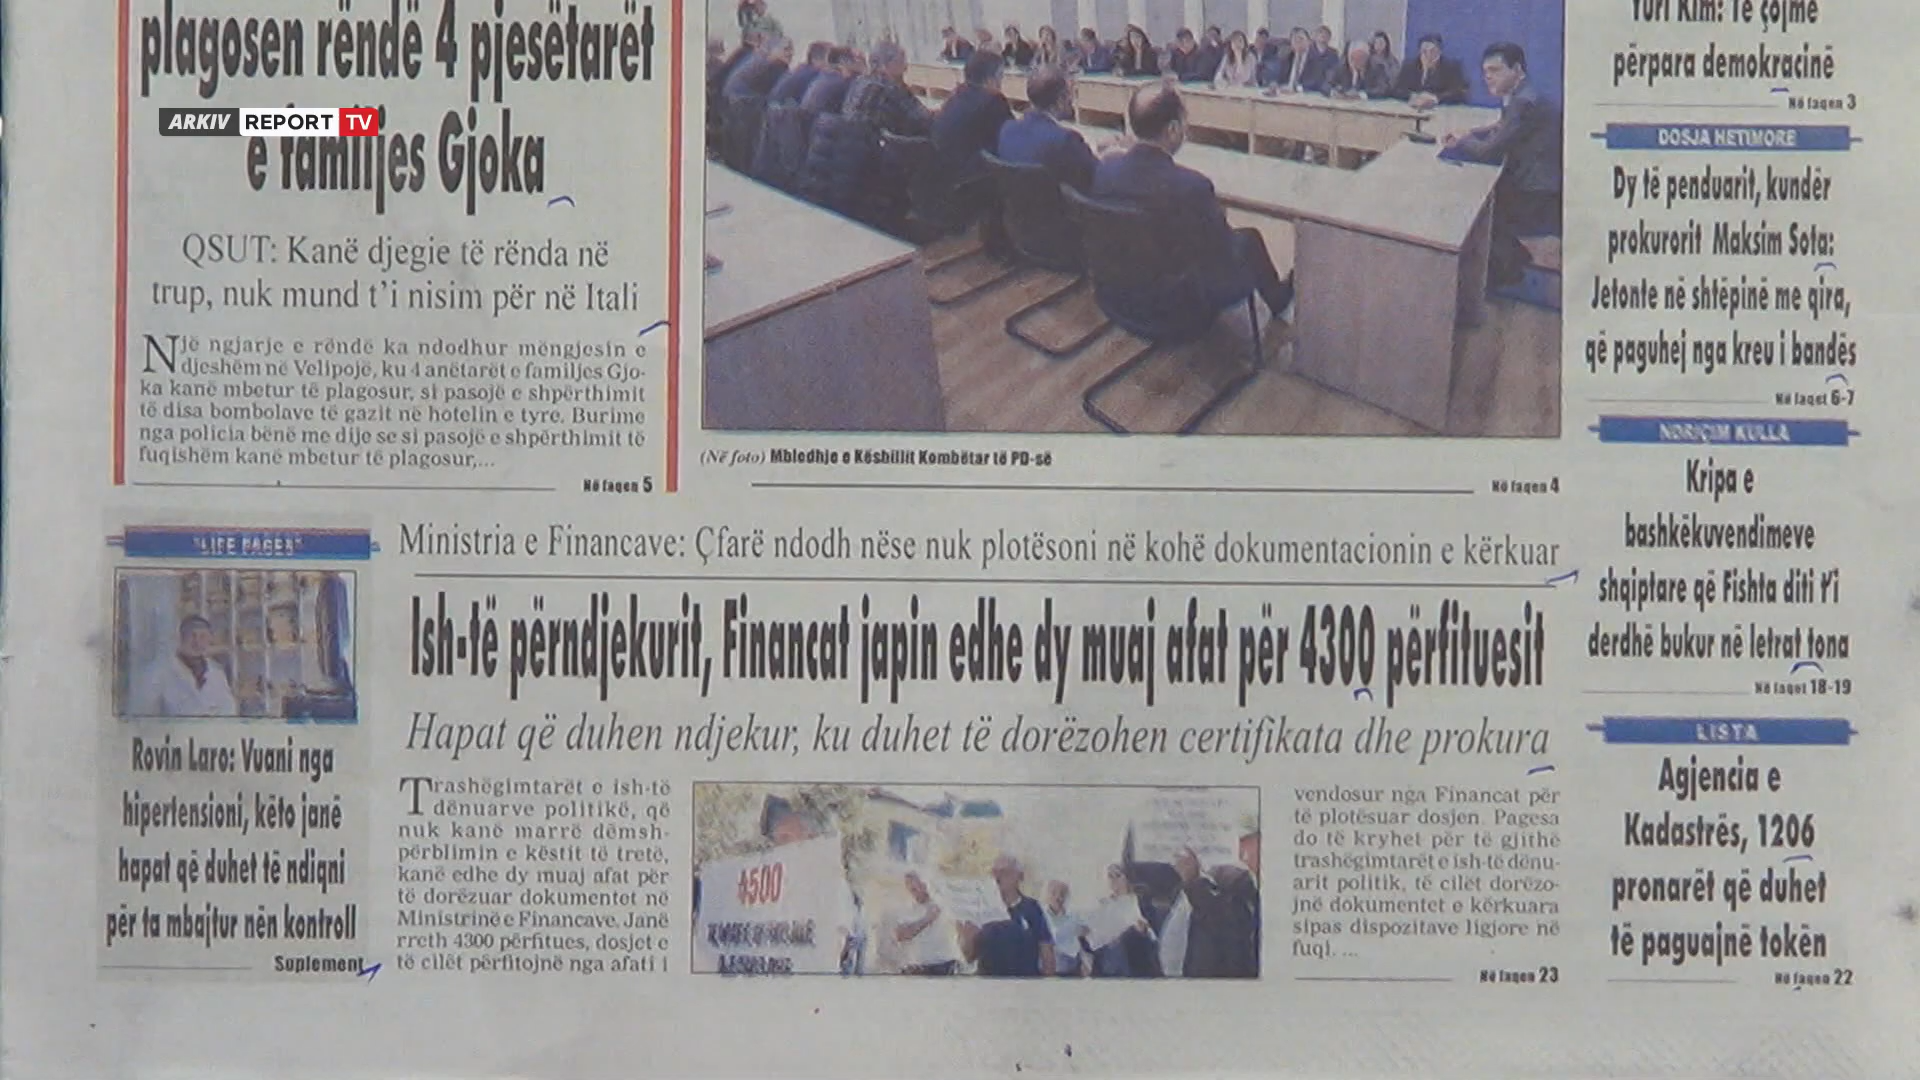 plagosen rëndë 4 pjesëtarët
ARKIV REPORT TV
e familjes Gjoka
QSUT: Kanë djegie të rënda në
trup, nuk mund t'i nisim për në Itali
Një ngjarje e rëndë ka ndodhur mëngjesin e
djeshëm në Velipojë, ku 4 anëtarët e familjes Gjo-
ka kanë mbetur të plagosur, si pasojë e shpërthimit
të disa bombolave të gazit në hotelin e tyre. Burime
nga policia bënë me dije se si pasojë e shpërthimit të
fuqishëm kanë mbetur të plagosur,...
Në faqen 5
(Në foto) Mbledhje e Këshillit Kombëtar të PD-së
Në faqen 4
Yuri Kim: Të çojmë
përpara demokracinë
Në faqen 3
DOSJA HETIMORE
Dy të penduarit, kundër
prokurorit Maksim Sota:
Jetonte në shtëpinë me qira,
që paguhej nga kreu i bandës
Në faqet 6-7
NDRIÇIM KULLA
Kripa e
bashkëkuvendimeve
shqiptare që Fishta diti t'i
derdhë bukur në letrat tona
Në faqet 18-19
LISTA
Agjencia e
Kadastrës, 1206
pronarët që duhet
të paguajnë tokën
Në faqen 22
"LIFE PAGES"
Rovin Laro: Vuani nga
hipertensioni, këto janë
hapat që duhet të ndiqni
për ta mbajtur nën kontroll
Suplement
Ministria e Financave: Çfarë ndodh nëse nuk plotësoni në kohë dokumentacionin e kërkuar
Ish-të përndjekurit, Financat japin edhe dy muaj afat për 4300 përfituesit
Hapat që duhen ndjekur, ku duhet të dorëzohen certifikata dhe prokura
Trashëgimtarët e ish-të
dënuarve politikë, që
nuk kanë marrë dëmsh-
përblimin e këstit të tretë,
kanë edhe dy muaj afat për
të dorëzuar dokumentet në
Ministrinë e Financave. Janë
rreth 4300 përfitues, dosjet e
të cilët përfitojnë nga afati i
4500
vendosur nga Financat për
të plotësuar dosjen. Pagesa
do të kryhet për të gjithë
trashëgimtarët e ish-të dënu-
arit politik, të cilët dorëzo-
jnë dokumentet e kërkuara
sipas dispozitave ligjore në
fuqi. ...
Në faqen 23